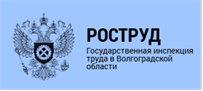 РОСТРУД
Государственная инспекция
труда в Волгоградской
области